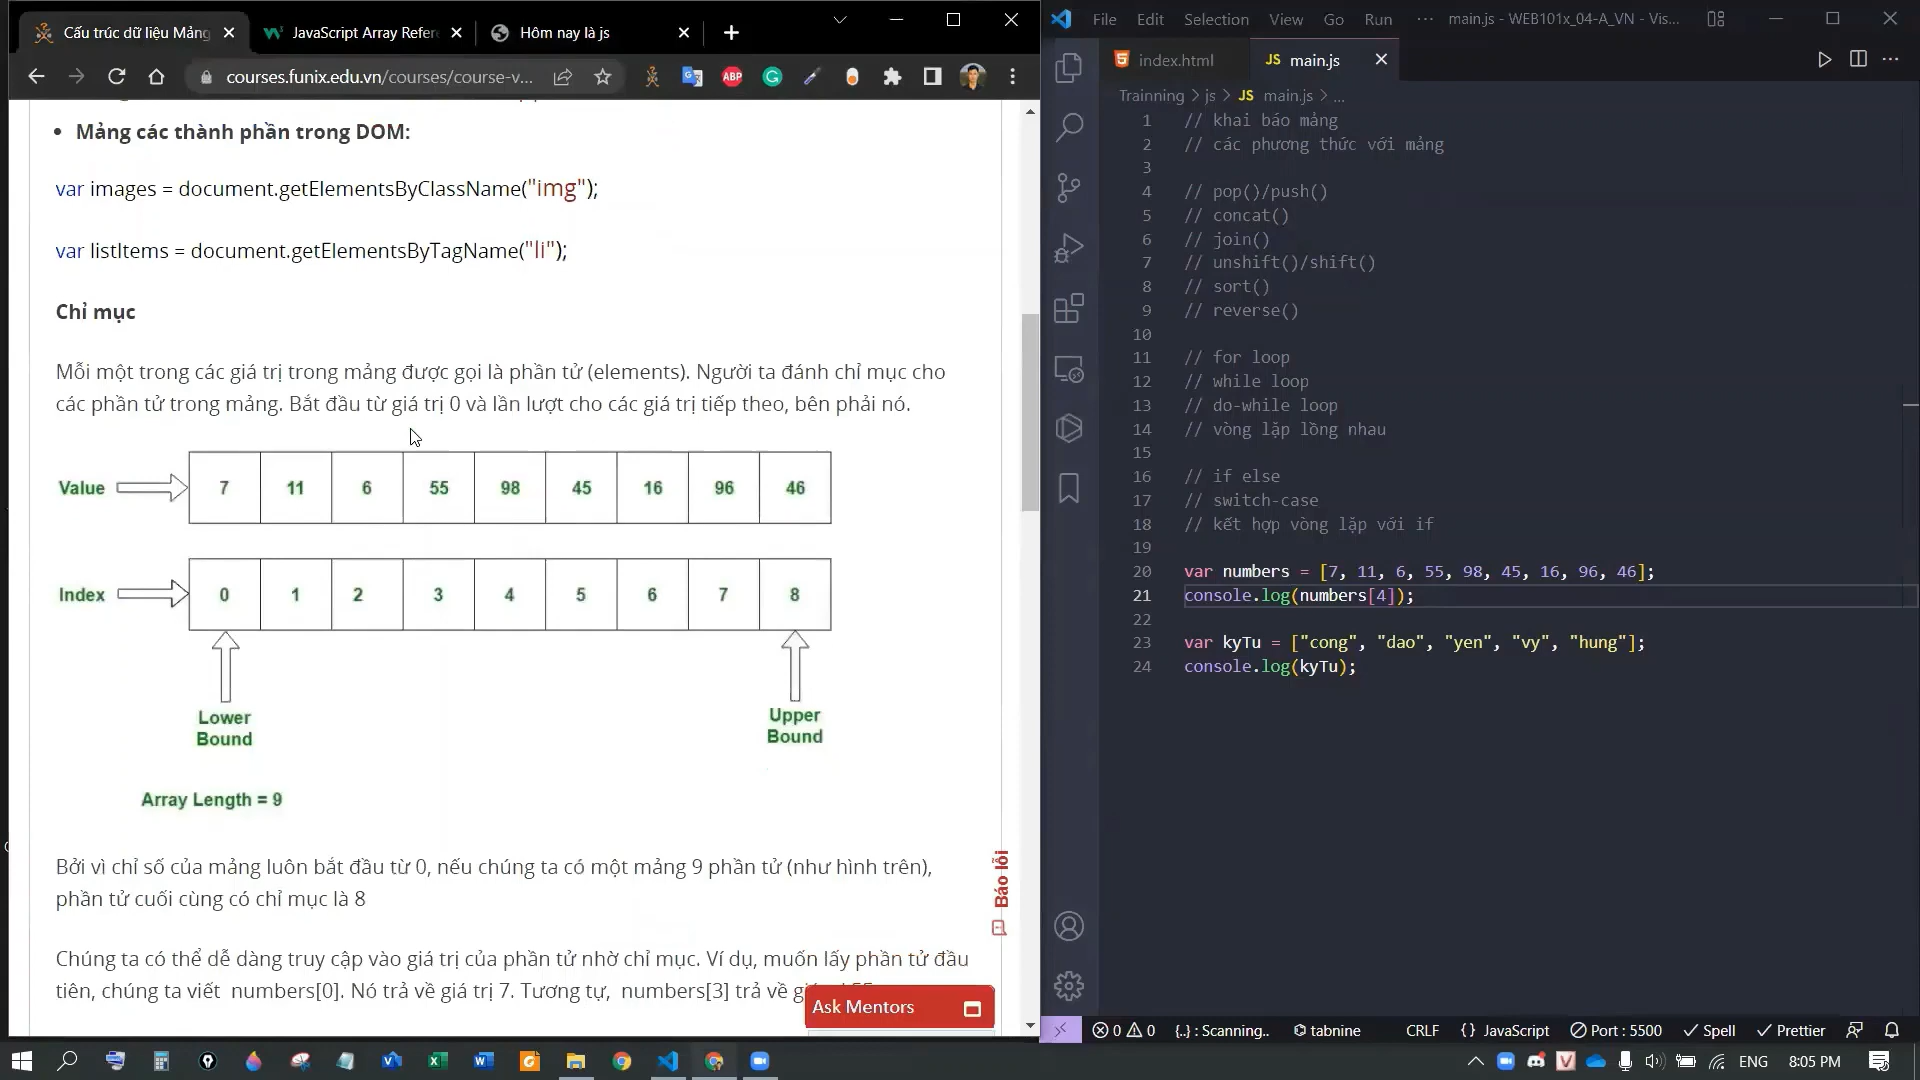 Cấu trúc dữ liệu Mảng
JavaScript Array Refer
Hôm nay là js
courses.funix.edu.vn/courses/course-v...
ABP
Mảng các thành phần trong DOM:
var images = document.getElementsByClassName("img");
var listItems = document.getElementsByTagName("li");
Chỉ mục
Mỗi một trong các giá trị trong mảng được gọi là phần tử (elements). Người ta đánh chỉ mục cho
các phần tử trong mảng. Bắt đầu từ giá trị 0 và lần lượt cho các giá trị tiếp theo, bên phải nó.
Value 7 11 6 55 98 45 16 96 46
Index 0 1 2 3 4 5 6 7 8
Lower
Bound
Upper
Bound
Array Length = 9
Bởi vì chỉ số của mảng luôn bắt đầu từ 0, nếu chúng ta có một mảng 9 phần tử (như hình trên),
phần tử cuối cùng có chỉ mục là 8
Chúng ta có thể dễ dàng truy cập vào giá trị của phần tử nhờ chỉ mục. Ví dụ, muốn lấy phần tử đầu
tiên, chúng ta viết numbers[0]. Nó trả về giá trị 7. Tương tự, numbers[3] trả về
Báo lỗi
Ask Mentors
File Edit Selection View Go Run ... main.js - WEB101x_04-A_VN - Vis...
index.html
JS main.js
Trainning > js > JS main.js > ...
1 // khai báo mảng
2 // các phương thức với mảng
3
4 // pop()/push()
5 // concat()
6 // join()
7 // unshift()/shift()
8 // sort()
9 // reverse()
10
11 // for loop
12 // while loop
13 // do-while loop
14 // vòng lặp lồng nhau
15
16 // if else
17 // switch-case
18 // kết hợp vòng lặp với if
19
20 var numbers = [7, 11, 6, 55, 98, 45, 16, 96, 46];
21 console.log(numbers[4]);
22
23 var kyTu = ["cong", "dao", "yen", "vy", "hung"];
24 console.log(kyTu);
0 0 {..} : Scanning.. tabnine CRLF {} JavaScript Port : 5500 Spell Prettier
ENG 8:05 PM